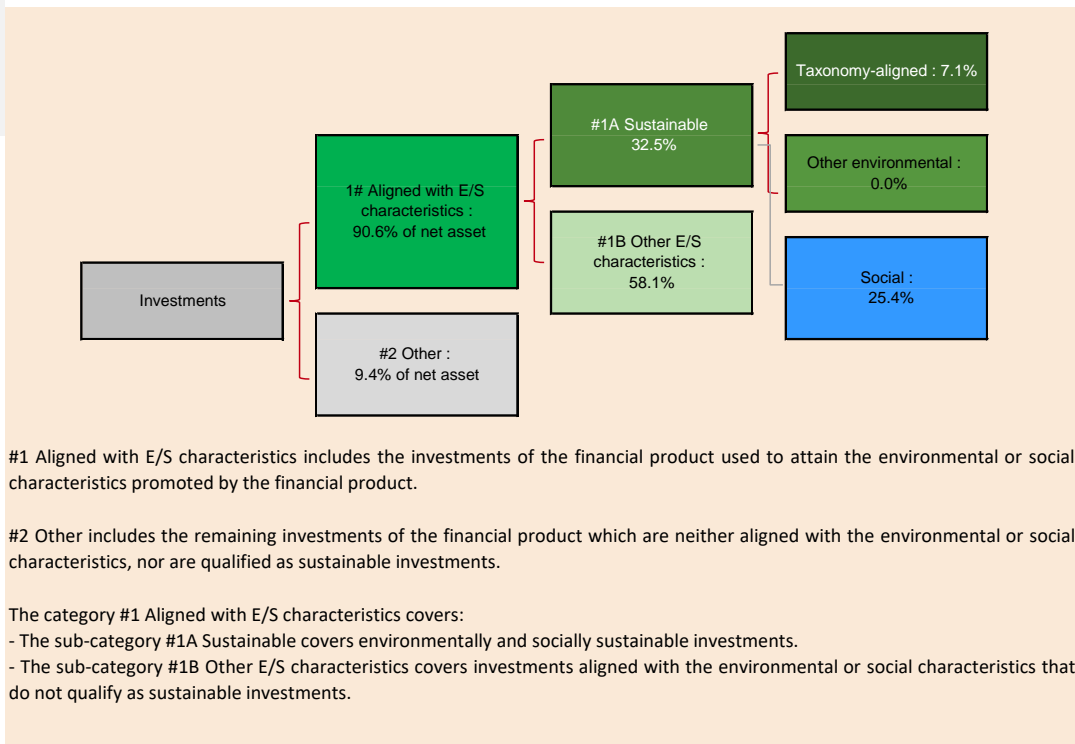 Taxonomy-aligned : 7.1%
#1A Sustainable
32.5%
Other environmental :
0.0%
1# Aligned with E/S
characteristics :
90.6% of net asset
#1B Other E/S
characteristics :
58.1%
Social :
25.4%
Investments
#2 Other :
9.4% of net asset
#1 Aligned with E/S characteristics includes the investments of the financial product used to attain the environmental or social
characteristics promoted by the financial product.
#2 Other includes the remaining investments of the financial product which are neither aligned with the environmental or social
characteristics, nor are qualified as sustainable investments.
The category #1 Aligned with E/S characteristics covers:
- The sub-category #1A Sustainable covers environmentally and socially sustainable investments.
- The sub-category #1B Other E/S characteristics covers investments aligned with the environmental or social characteristics that
do not qualify as sustainable investments.